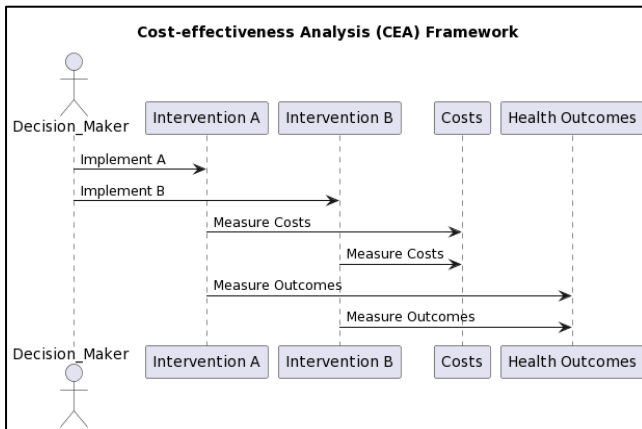 Cost-effectiveness Analysis (CEA) Framework
Decision_Maker
Intervention A
Intervention B
Costs
Health Outcomes
Implement A
Implement B
Measure Costs
Measure Costs
Measure Outcomes
Measure Outcomes
Decision_Maker
Intervention A
Intervention B
Costs
Health Outcomes